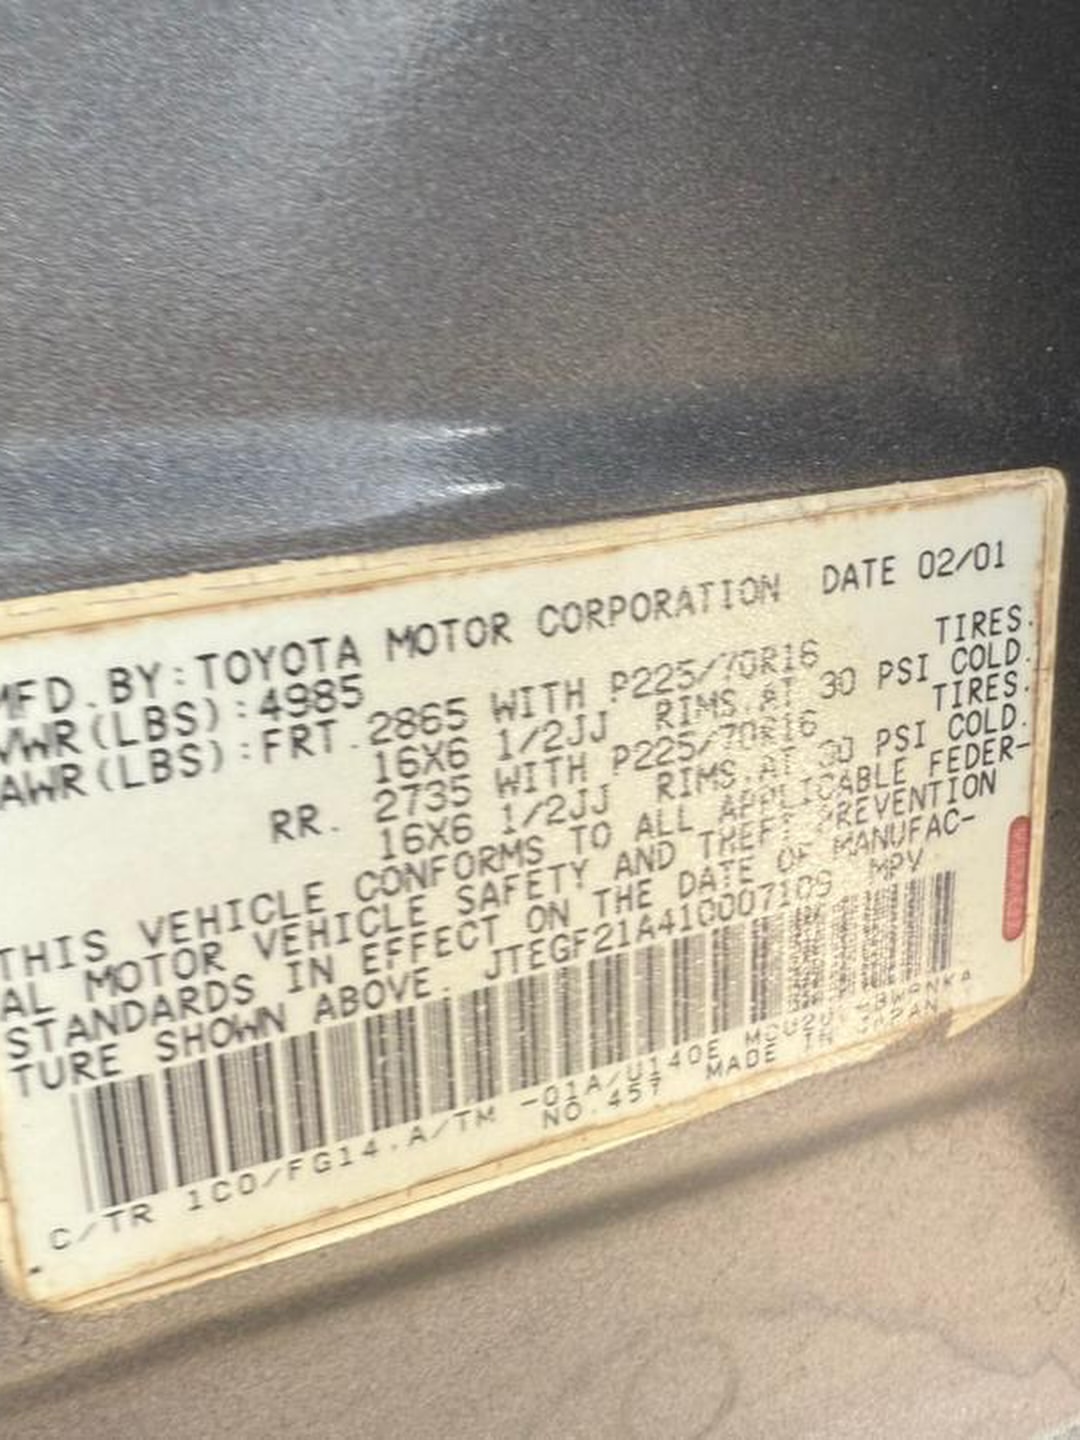 MFD. BY: TOYOTA MOTOR CORPORATION DATE 02/01
VWR(LBS): 4985
AWR(LBS): FRT. 2865 WITH P225/70R16 TIRES.
16X6 1/2JJ RIMS. AT 30 PSI COLD.
RR. 2735 WITH P225/70R16 TIRES.
16X6 1/2JJ RIMS. AT 30 PSI COLD.
THIS VEHICLE CONFORMS TO ALL APPLICABLE FEDER-
AL MOTOR VEHICLE SAFETY AND THEFT PREVENTION
STANDARDS IN EFFECT ON THE DATE OF MANUFAC-
TURE SHOWN ABOVE. JTEGF21A410007109 MPV
C/TR 1C0/FG14. A/TM -01A/U140E
NO. 457 MADE IN JAPAN